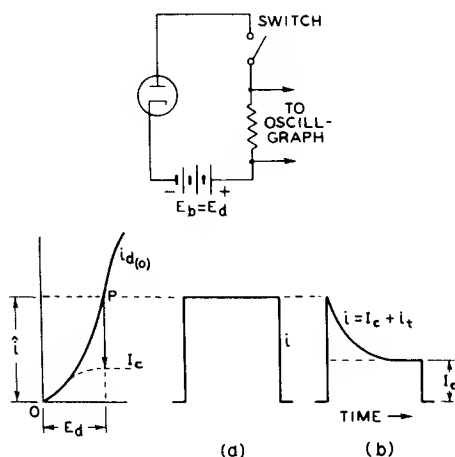 SWITCH
TO
OSCILL-
GRAPH
− +
E_b=E_d
i_d(o)
P
î
I_c
O
E_d
i
i=I_c+i_t
I_c
TIME →
(a) (b)